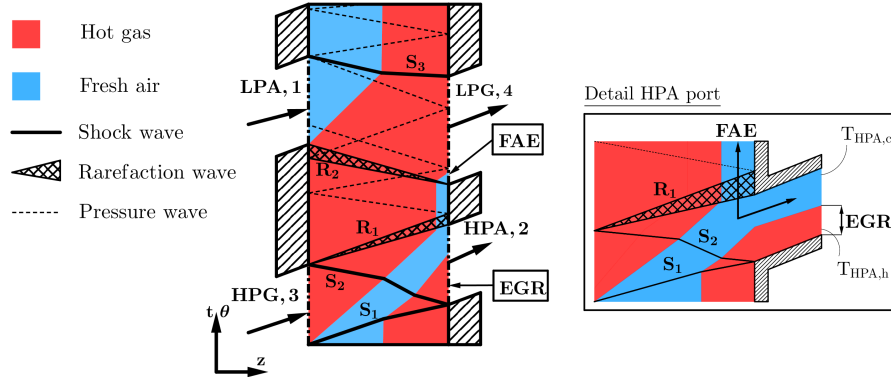 Hot gas
Fresh air
Shock wave
Rarefaction wave
Pressure wave
t, θ
z
LPA, 1
HPG, 3
S₃
R₂
R₁
S₂
S₁
LPG, 4
FAE
HPA, 2
EGR
Detail HPA port
FAE
R₁
S₂
S₁
T_HPA,c
EGR
T_HPA,h